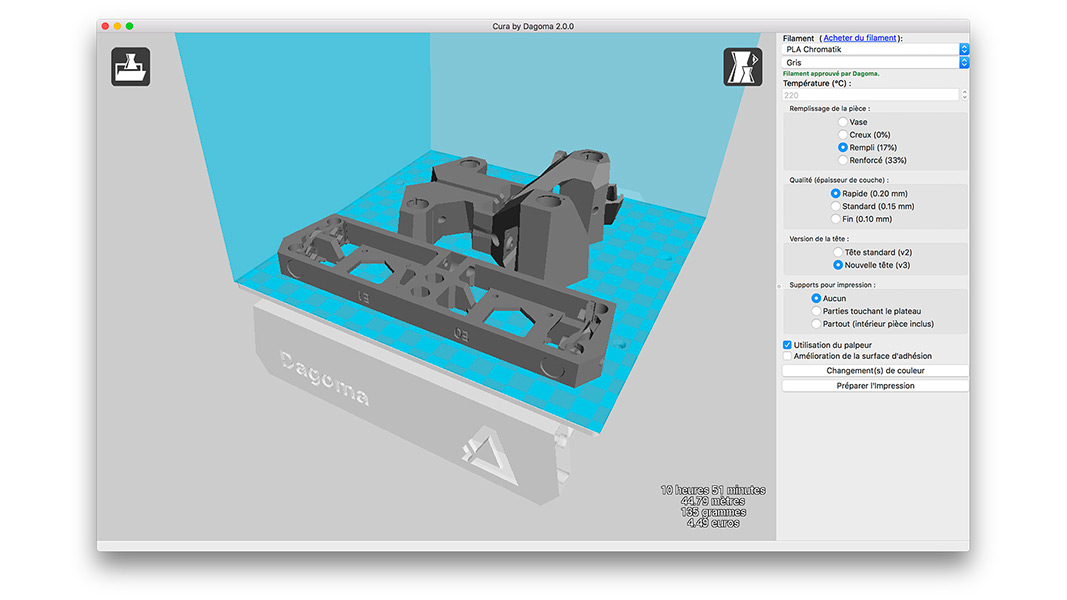 Cura by Dagoma 2.0.0
Filament (Acheter du filament):
PLA Chromatik
Gris
Filament approuvé par Dagoma.
Température (°C) :
220
Remplissage de la pièce :
Vase
Creux (0%)
Rempli (17%)
Renforcé (33%)
Qualité (épaisseur de couche) :
Rapide (0.20 mm)
Standard (0.15 mm)
Fin (0.10 mm)
Version de la tête :
Tête standard (v2)
Nouvelle tête (v3)
Supports pour impression :
Aucun
Parties touchant le plateau
Partout (intérieur pièce inclus)
Utilisation du palpeur
Amélioration de la surface d'adhésion
Changement(s) de couleur
Préparer l'Impression
Dagoma
10 heures 51 minutes
44.79 mètres
135 grammes
4.49 euros